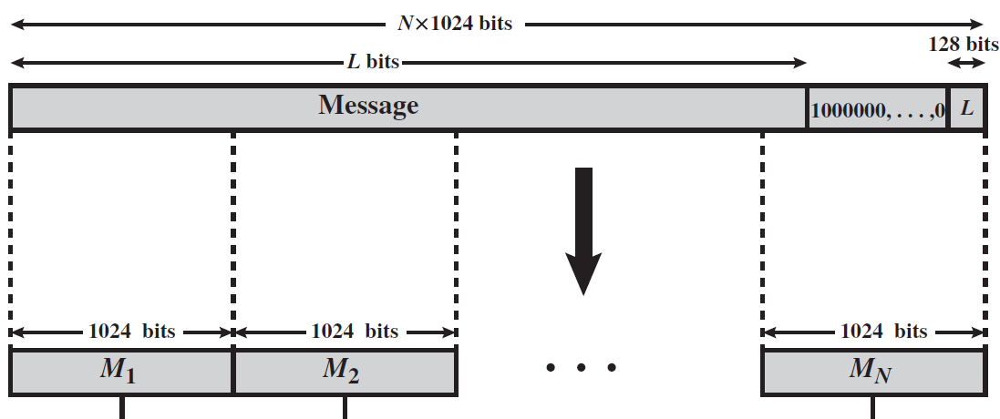 N×1024 bits
128 bits
L bits
Message
1000000, . . . ,0
L
1024 bits
1024 bits
1024 bits
M1
M2
. . .
MN